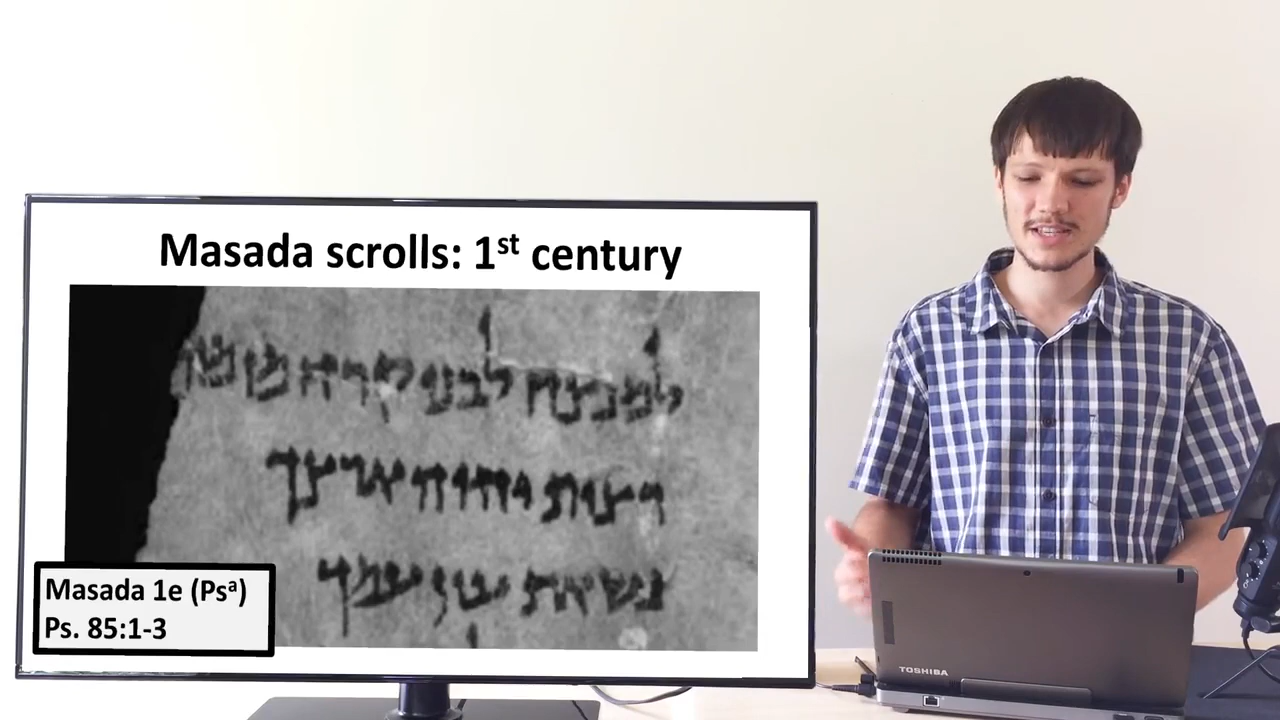 Masada scrolls: 1st century
למנצח לבני קרח
רצית יהוה ארצך
נשאת עון עמך
Masada 1e (Psa)
Ps. 85:1-3
TOSHIBA